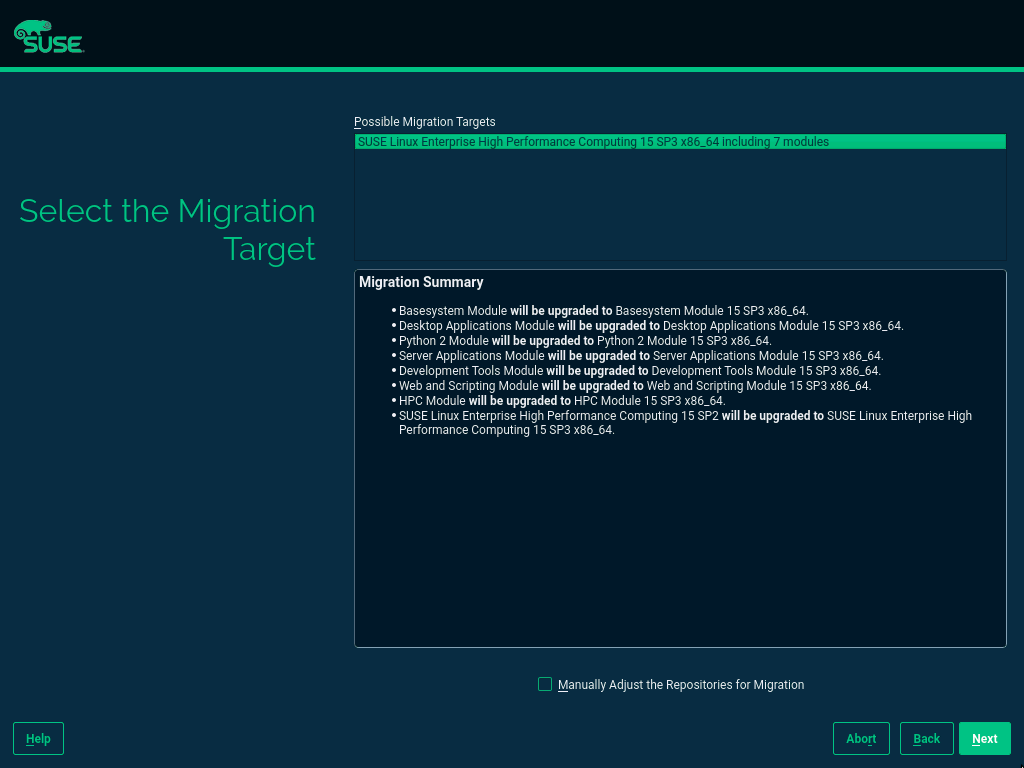 SUSE
Possible Migration Targets
SUSE Linux Enterprise High Performance Computing 15 SP3 x86_64 including 7 modules
Select the Migration
Target
Migration Summary
• Basesystem Module will be upgraded to Basesystem Module 15 SP3 x86_64.
• Desktop Applications Module will be upgraded to Desktop Applications Module 15 SP3 x86_64.
• Python 2 Module will be upgraded to Python 2 Module 15 SP3 x86_64.
• Server Applications Module will be upgraded to Server Applications Module 15 SP3 x86_64.
• Development Tools Module will be upgraded to Development Tools Module 15 SP3 x86_64.
• Web and Scripting Module will be upgraded to Web and Scripting Module 15 SP3 x86_64.
• HPC Module will be upgraded to HPC Module 15 SP3 x86_64.
• SUSE Linux Enterprise High Performance Computing 15 SP2 will be upgraded to SUSE Linux Enterprise High
Performance Computing 15 SP3 x86_64.
Manually Adjust the Repositories for Migration
Help Abort Back Next